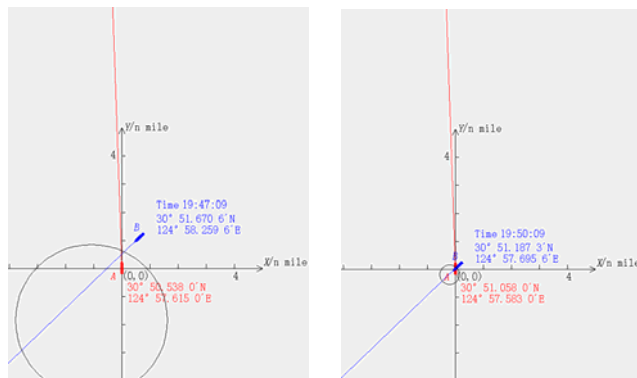 Y/n mile
4
Time 19:47:09
30° 51.670 6'N
124° 58.259 6'E
B
X/n mile
A (0,0) 4
30° 50.538 0'N
124° 57.615 0'E
Y/n mile
4
Time 19:50:09
30° 51.187 3'N
124° 57.695 6'E
B
X/n mile
A (0,0) 4
30° 51.058 0'N
124° 57.583 0'E